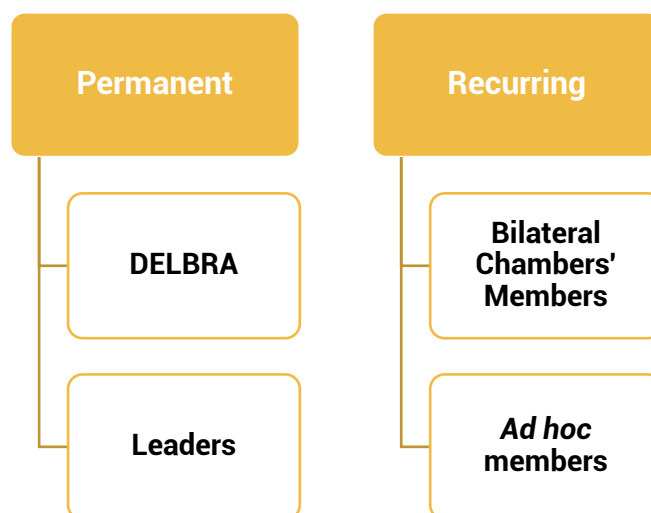 Permanent
DELBRA
Leaders
Recurring
Bilateral
Chambers'
Members
Ad hoc
members